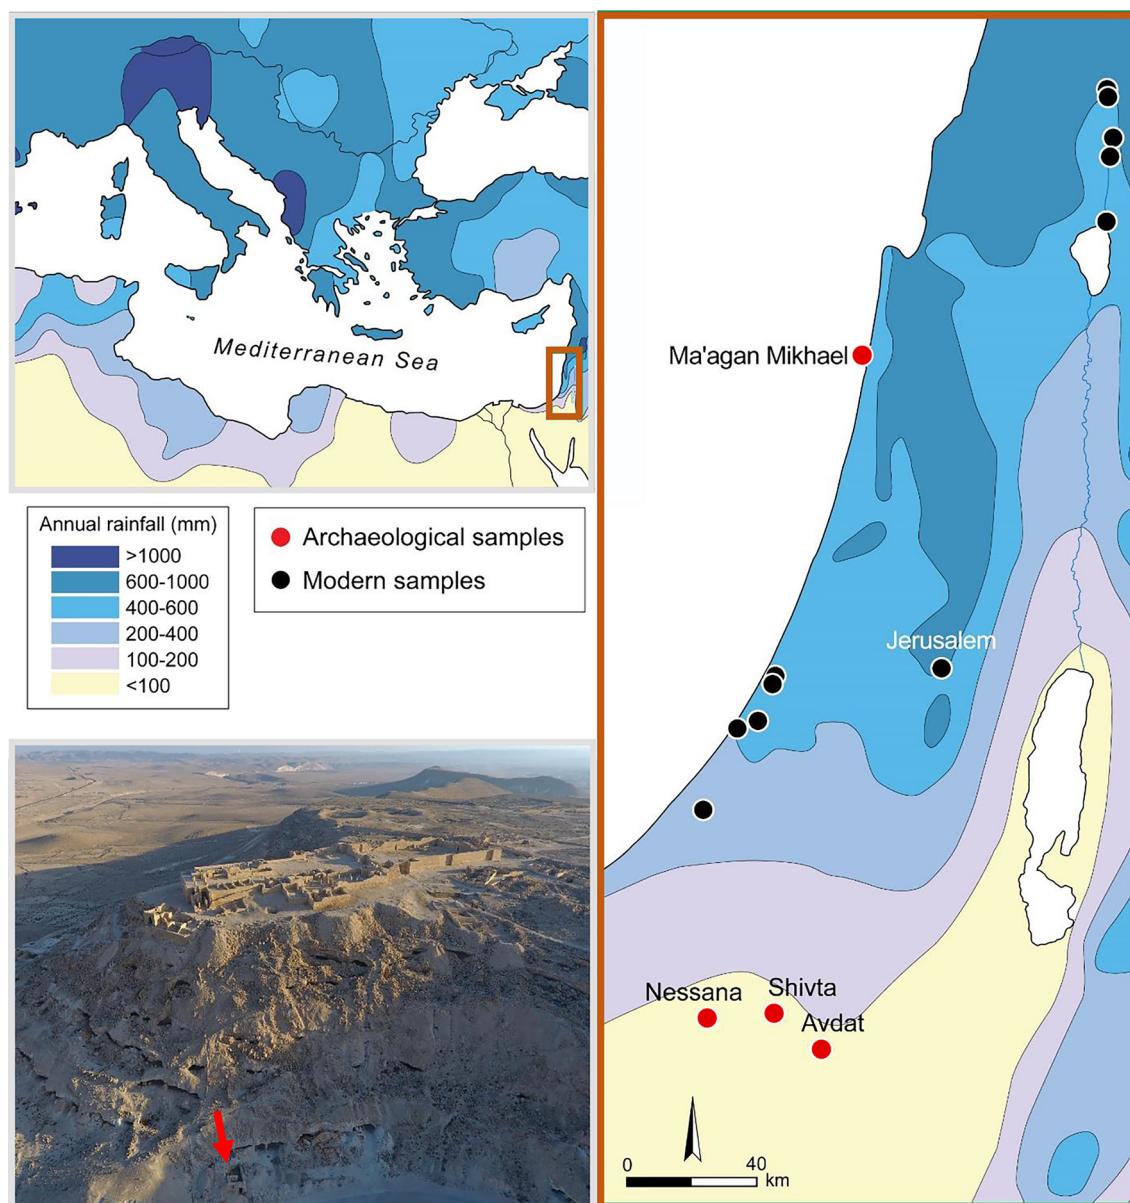 Mediterranean Sea
Annual rainfall (mm)
>1000
600-1000
400-600
200-400
100-200
<100
Archaeological samples
Modern samples
Ma'agan Mikhael
Jerusalem
Nessana
Shivta
Avdat
0 40
km